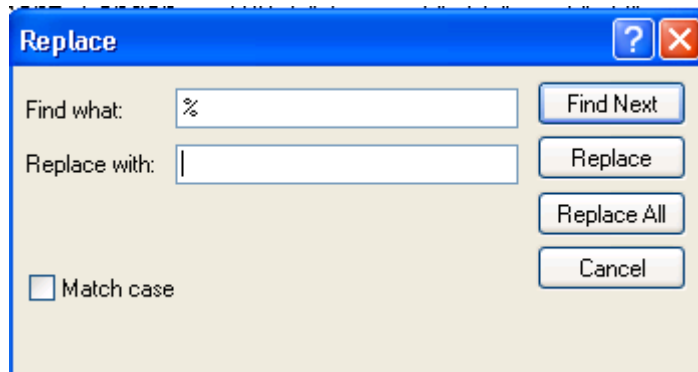 Replace
Find what: %
Find Next
Replace with:
Replace
Replace All
Cancel
Match case